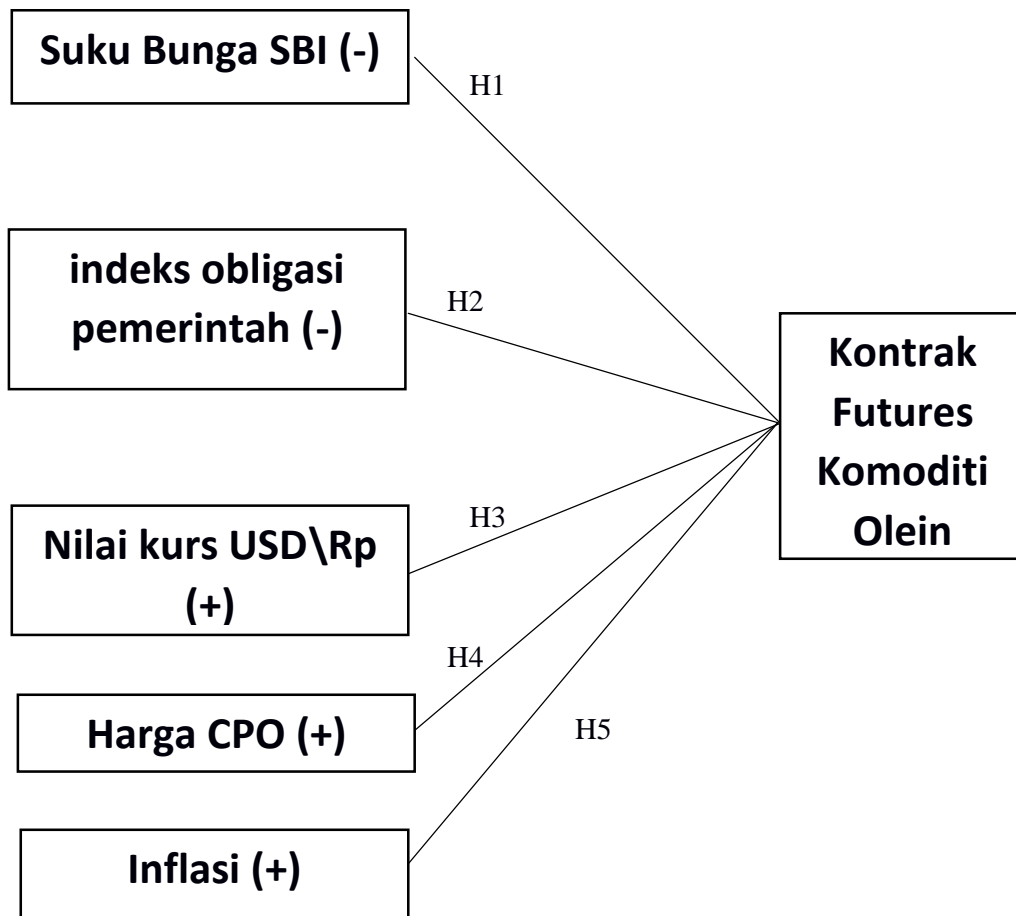 Suku Bunga SBI (-)
H1
indeks obligasi
pemerintah (-)
H2
Kontrak
Futures
Komoditi
Olein
H3
Nilai kurs USD\Rp
(+)
H4
Harga CPO (+)
H5
Inflasi (+)